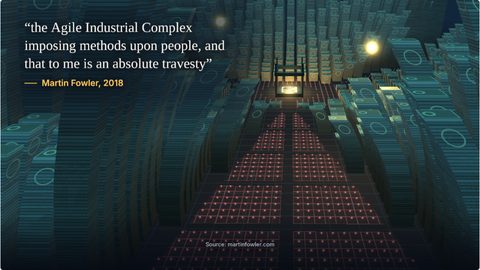 “the Agile Industrial Complex
imposing methods upon people, and
that to me is an absolute travesty”
— Martin Fowler, 2018
Source: martinfowler.com